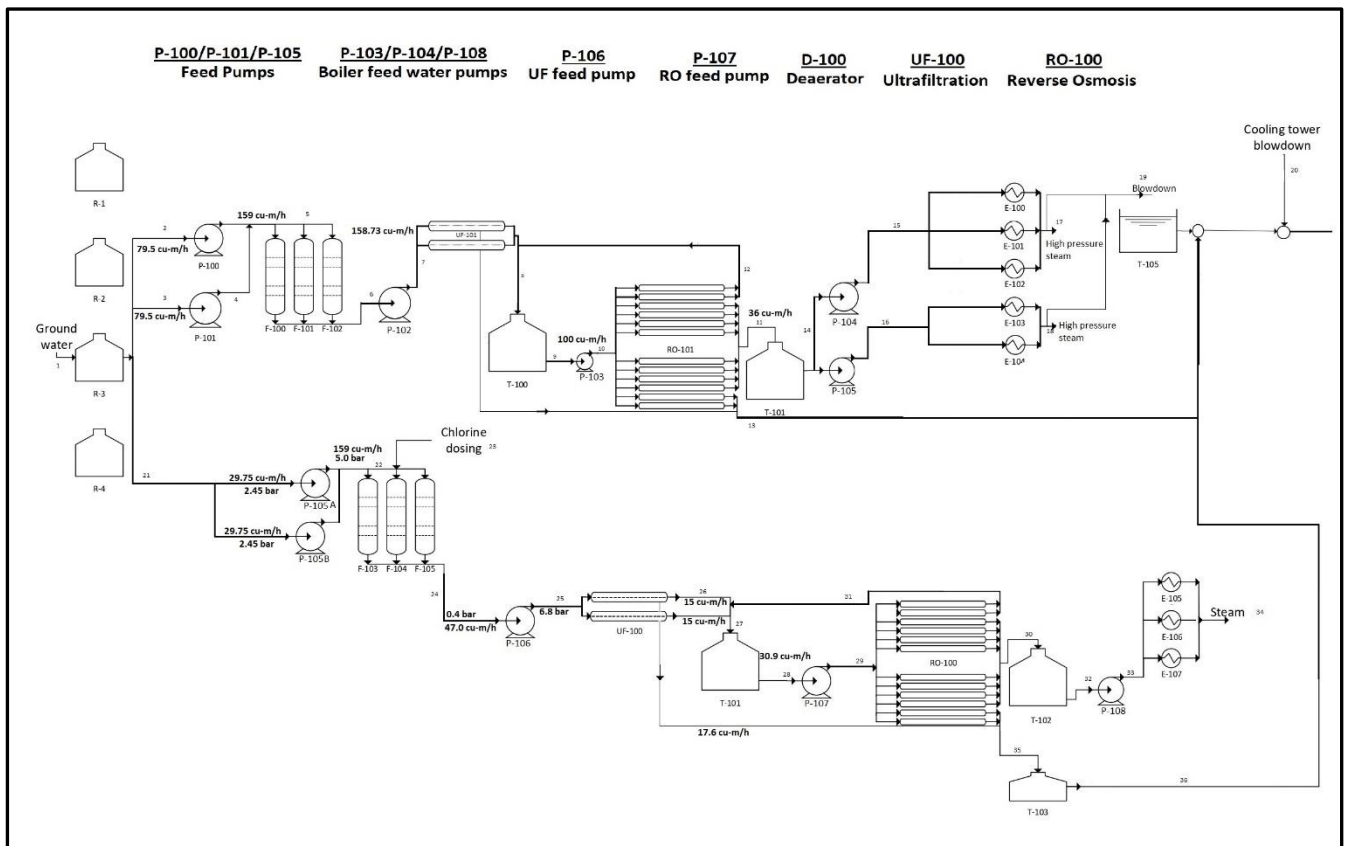 P-100/P-101/P-105
Feed Pumps
P-103/P-104/P-108
Boiler feed water pumps
P-106
UF feed pump
P-107
RO feed pump
D-100
Deaerator
UF-100
Ultrafiltration
RO-100
Reverse Osmosis
Cooling tower
blowdown
20
R-1
R-2
Ground
water
1
R-3
R-4
2
79.5 cu-m/h
P-100
3
79.5 cu-m/h
4
P-101
159 cu-m/h
5
F-100
F-101
F-102
6
P-102
7
158.73 cu-m/h
UF-101
T-100
9
100 cu-m/h
10
P-103
RO-101
12
36 cu-m/h
11
T-101
13
14
P-104
P-105
15
16
E-100
E-101
E-102
E-103
E-104
17
High pressure
steam
18
High pressure
steam
19
Blowdown
T-105
21
29.75 cu-m/h
2.45 bar
P-105A
29.75 cu-m/h
2.45 bar
P-105B
159 cu-m/h
5.0 bar
22
Chlorine
dosing
F-103
F-104
F-105
24
0.4 bar
47.0 cu-m/h
P-106
25
6.8 bar
UF-100
26
15 cu-m/h
15 cu-m/h
27
T-101
17.6 cu-m/h
30.9 cu-m/h
28
P-107
29
RO-100
31
30
T-102
32
P-108
33
E-105
E-106
E-107
Steam
34
35
T-103
36